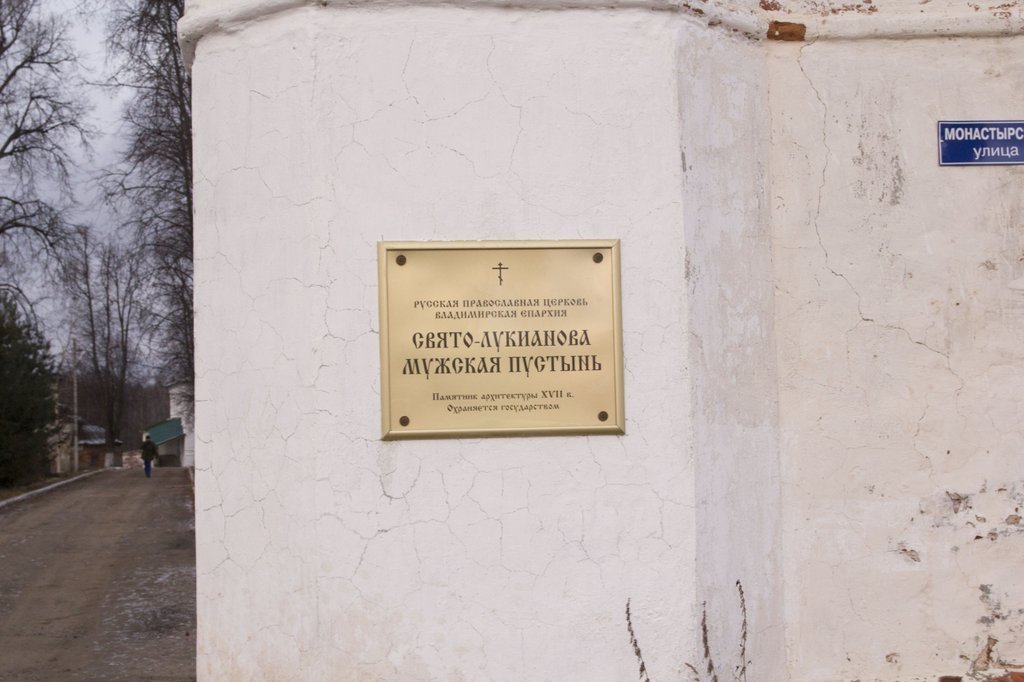 РУССКАЯ ПРАВОСЛАВНАЯ ЦЕРКОВЬ
ВЛАДИМИРСКАЯ ЕПАРХИЯ
СВЯТО-ЛУКИАНОВА
МУЖСКАЯ ПУСТЫНЬ
Памятник архитектуры XVII в.
Охраняется государством
МОНАСТЫРС
улица